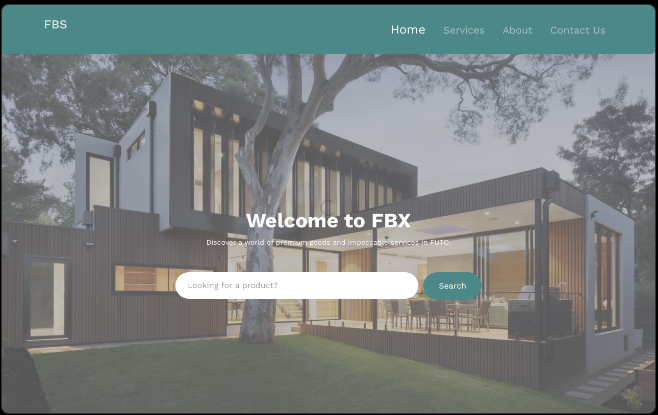 FBS
Home Services About Contact Us
Welcome to FBX
Discover a world of premium goods and impeccable services in FUTO.
Looking for a product? Search